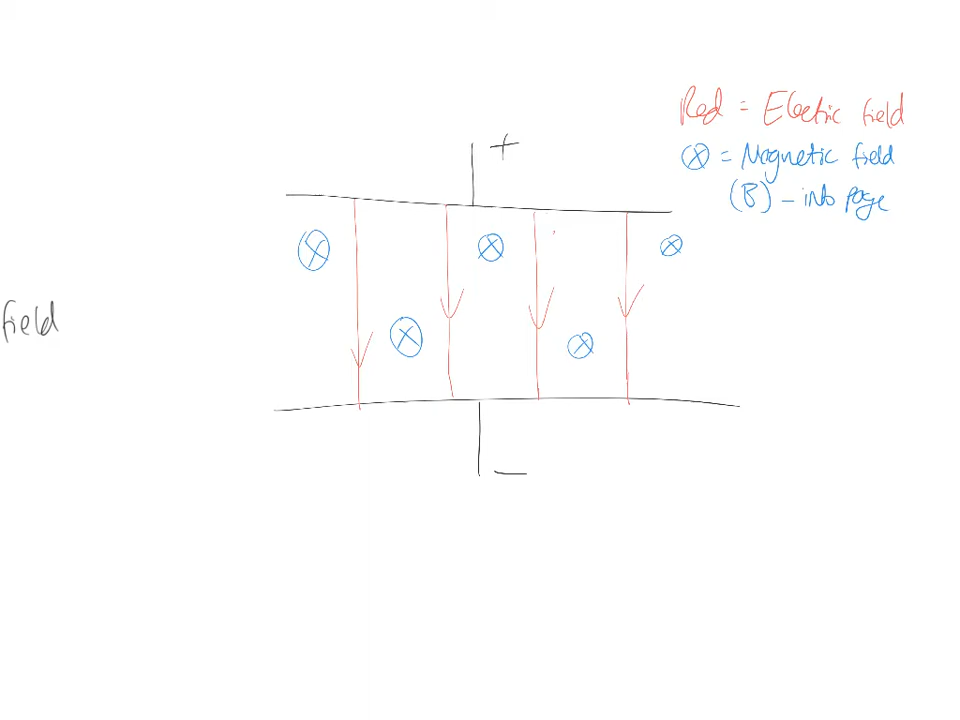 Red = Electric field
⊗ = Magnetic field
(B) - into page
+
field
-